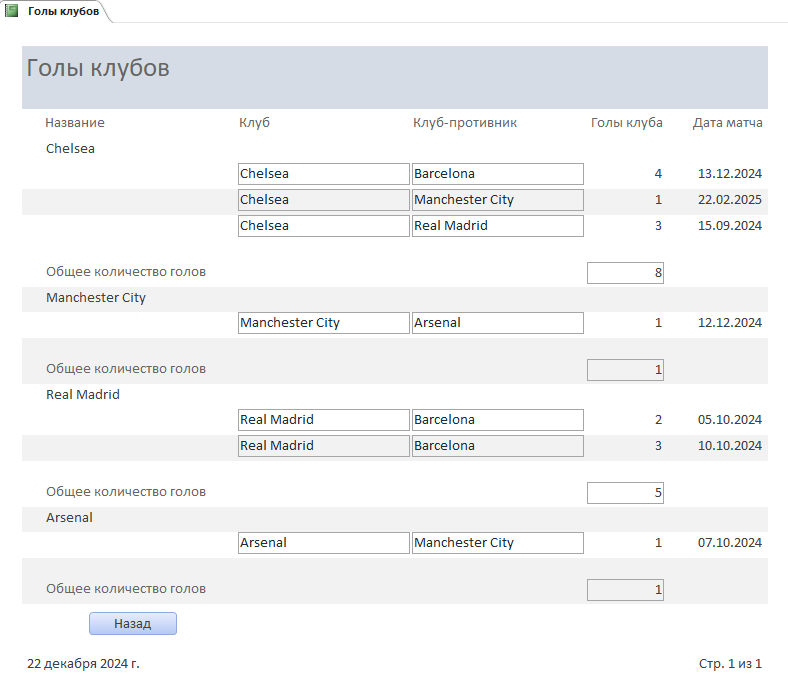 Голы клубов
Голы клубов
Название Клуб Клуб-противник Голы клуба Дата матча
Chelsea
Chelsea Barcelona 4 13.12.2024
Chelsea Manchester City 1 22.02.2025
Chelsea Real Madrid 3 15.09.2024
Общее количество голов 8
Manchester City
Manchester City Arsenal 1 12.12.2024
Общее количество голов 1
Real Madrid
Real Madrid Barcelona 2 05.10.2024
Real Madrid Barcelona 3 10.10.2024
Общее количество голов 5
Arsenal
Arsenal Manchester City 1 07.10.2024
Общее количество голов 1
Назад
22 декабря 2024 г. Стр. 1 из 1